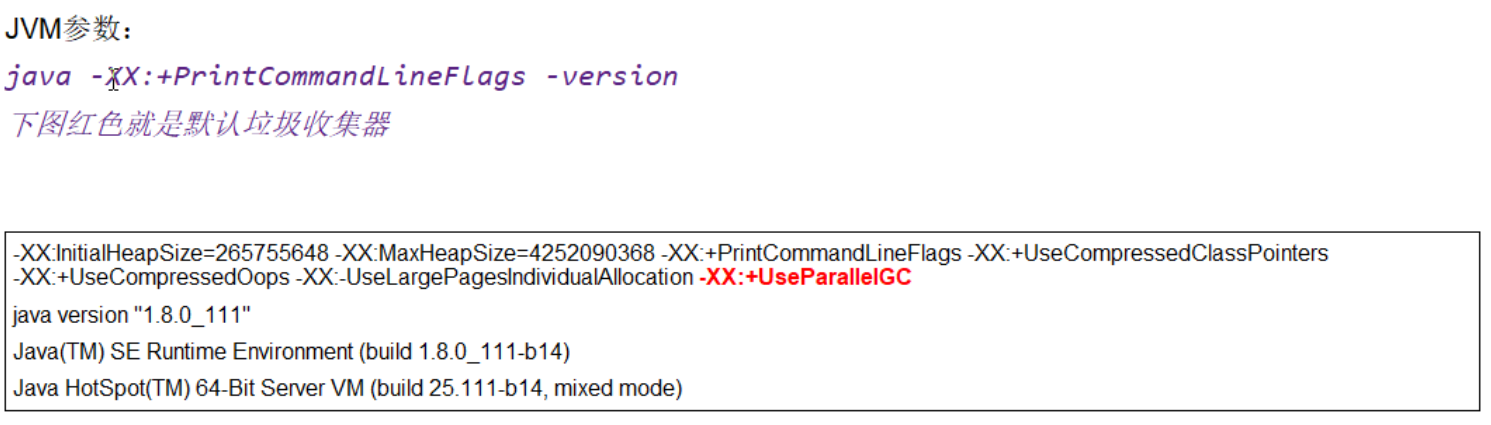 JVM参数：
java -XX:+PrintCommandLineFlags -version
下图红色就是默认垃圾收集器
-XX:InitialHeapSize=265755648 -XX:MaxHeapSize=4252090368 -XX:+PrintCommandLineFlags -XX:+UseCompressedClassPointers
-XX:+UseCompressedOops -XX:-UseLargePagesIndividualAllocation -XX:+UseParallelGC
java version "1.8.0_111"
Java(TM) SE Runtime Environment (build 1.8.0_111-b14)
Java HotSpot(TM) 64-Bit Server VM (build 25.111-b14, mixed mode)